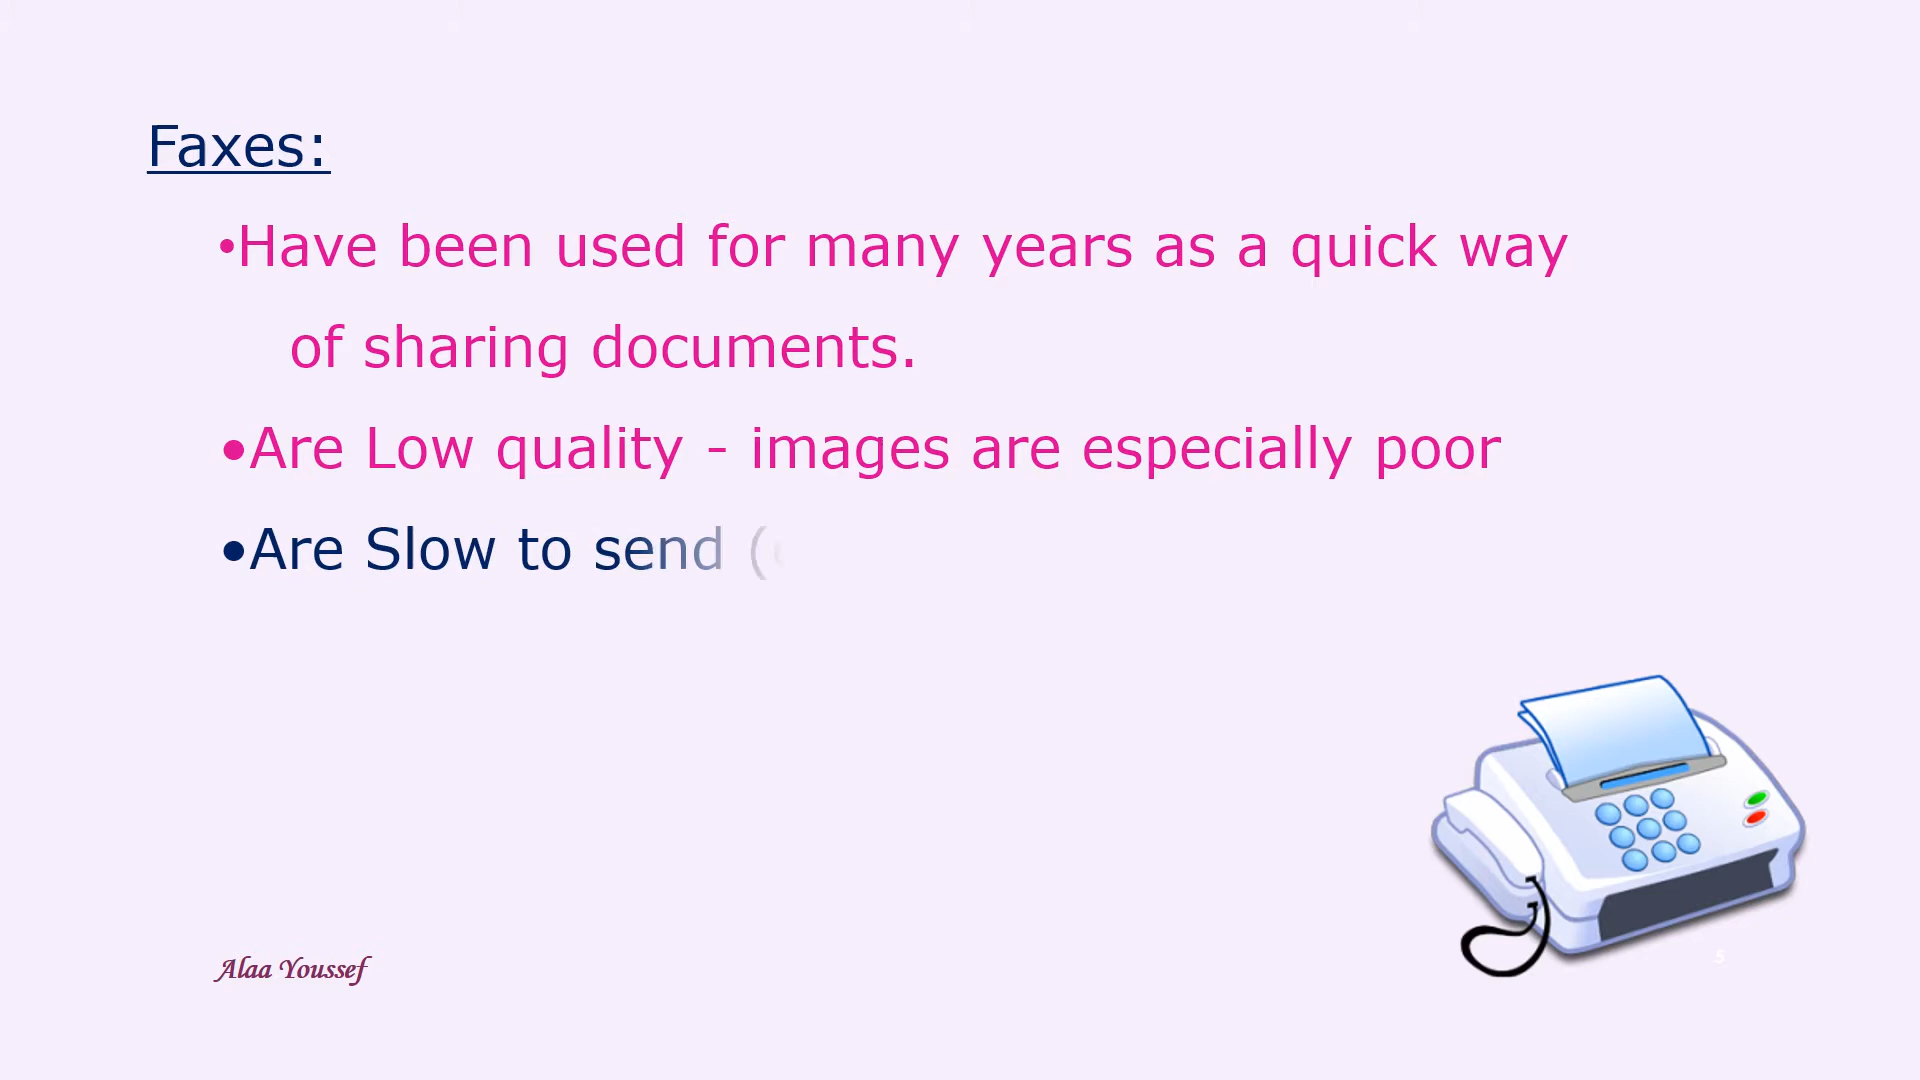 Faxes:
•Have been used for many years as a quick way
of sharing documents.
•Are Low quality - images are especially poor
•Are Slow to send (
Alaa Youssef
5